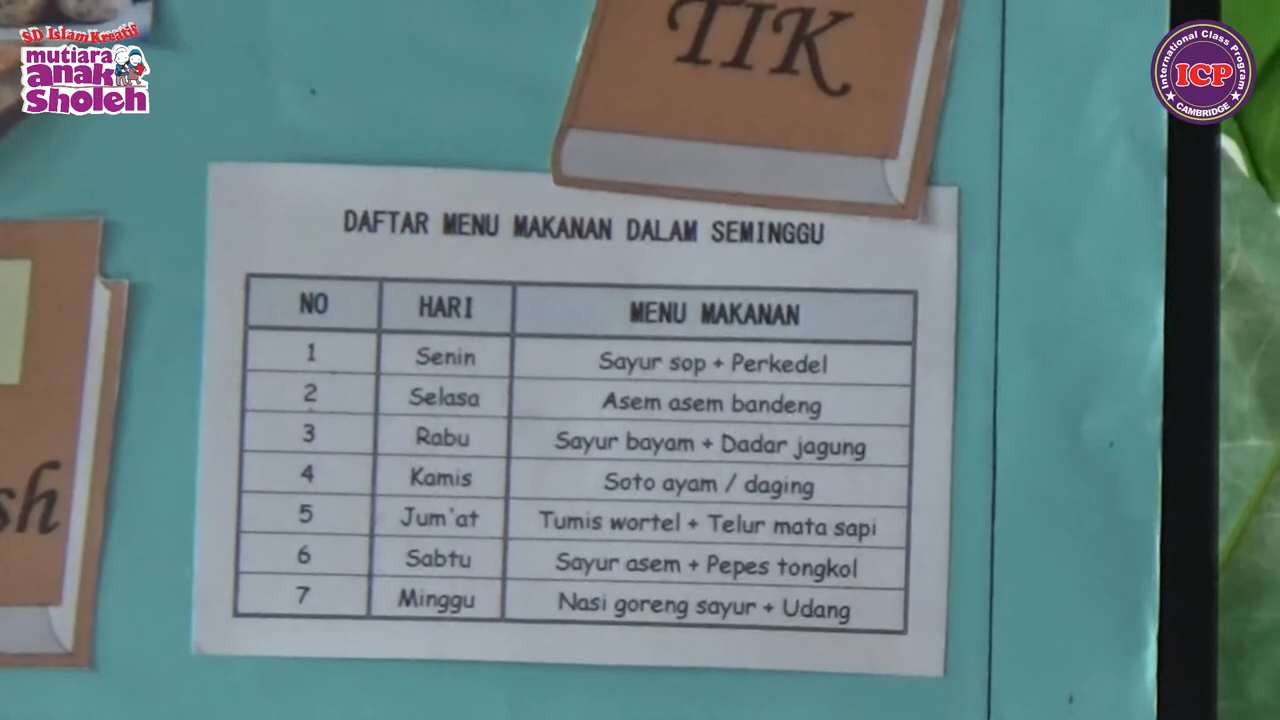 SD Islam Kreatif
mutiara
anak
Sholeh
International Class Program
ICP
CAMBRIDGE
TIK
sh
DAFTAR MENU MAKANAN DALAM SEMINGGU
NO HARI MENU MAKANAN
1 Senin Sayur sop + Perkedel
2 Selasa Asem asem bandeng
3 Rabu Sayur bayam + Dadar jagung
4 Kamis Soto ayam / daging
5 Jum'at Tumis wortel + Telur mata sapi
6 Sabtu Sayur asem + Pepes tongkol
7 Minggu Nasi goreng sayur + Udang